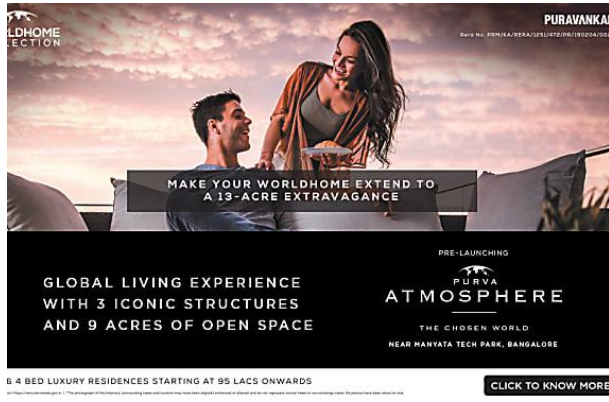 LDHOME
LECTION
PURAVANKA
MAKE YOUR WORLDHOME EXTEND TO
A 13-ACRE EXTRAVAGANCE
GLOBAL LIVING EXPERIENCE
WITH 3 ICONIC STRUCTURES
AND 9 ACRES OF OPEN SPACE
PRE-LAUNCHING
PURVA
ATMOSPHERE
THE CHOSEN WORLD
NEAR MANYATA TECH PARK, BANGALORE
& 4 BED LUXURY RESIDENCES STARTING AT 95 LACS ONWARDS
CLICK TO KNOW MORE